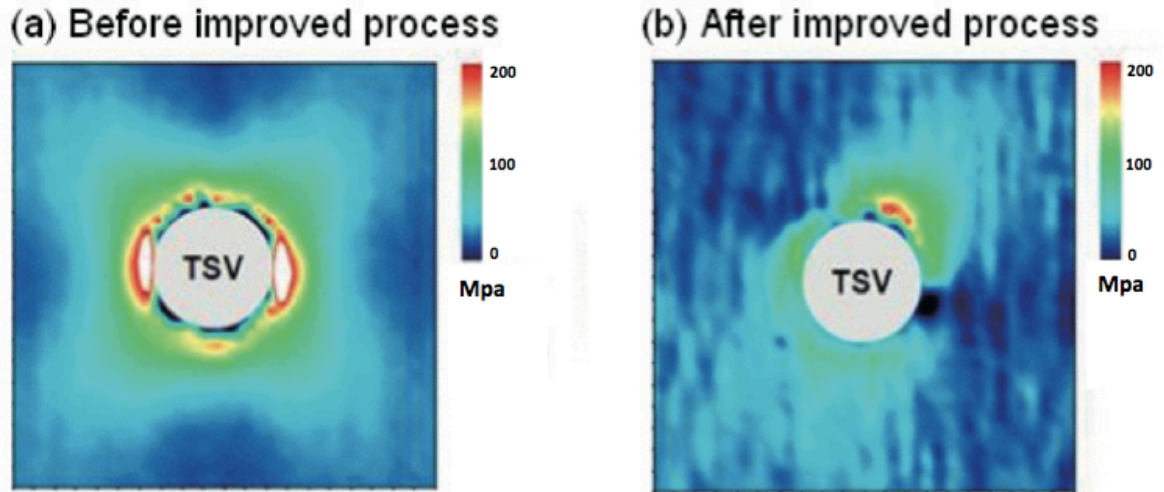 (a) Before improved process
200
100
0
Mpa
TSV
(b) After improved process
200
100
0
Mpa
TSV